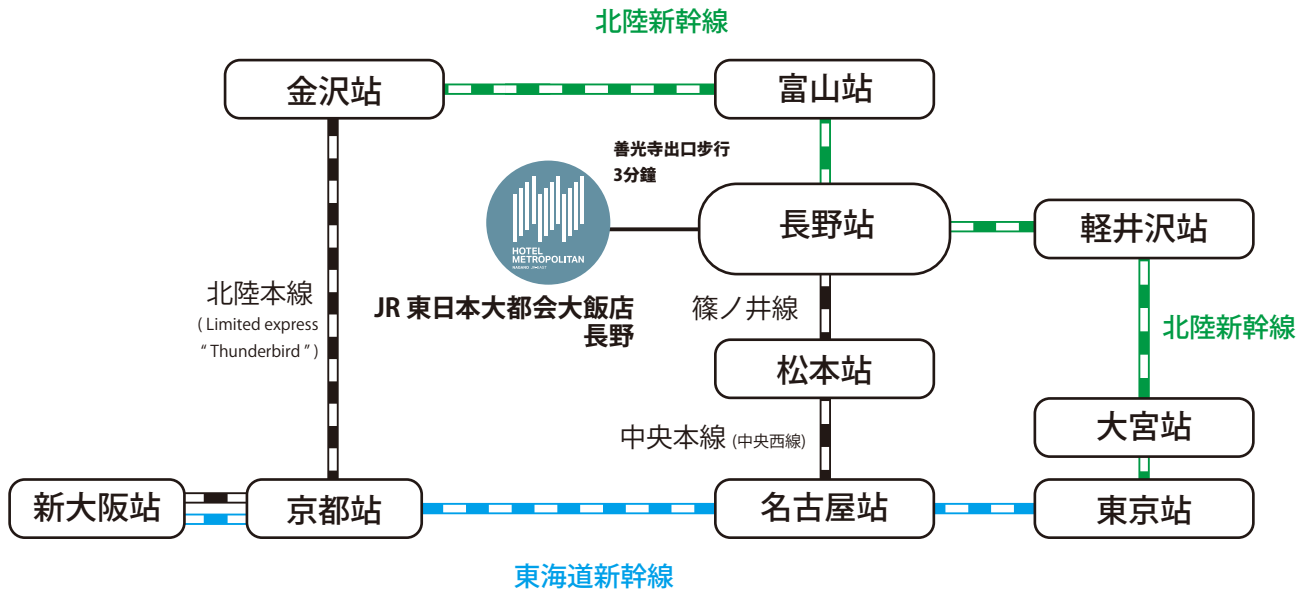 北陸新幹線
金沢站
富山站
善光寺出口步行
3分鐘
HOTEL
METROPOLITAN
NAGANO JR-EAST
長野站
軽井沢站
JR 東日本大都会大飯店
長野
北陸本線
( Limited express
“ Thunderbird ” )
篠ノ井線
北陸新幹線
松本站
大宮站
中央本線 (中央西線)
新大阪站
京都站
名古屋站
東京站
東海道新幹線